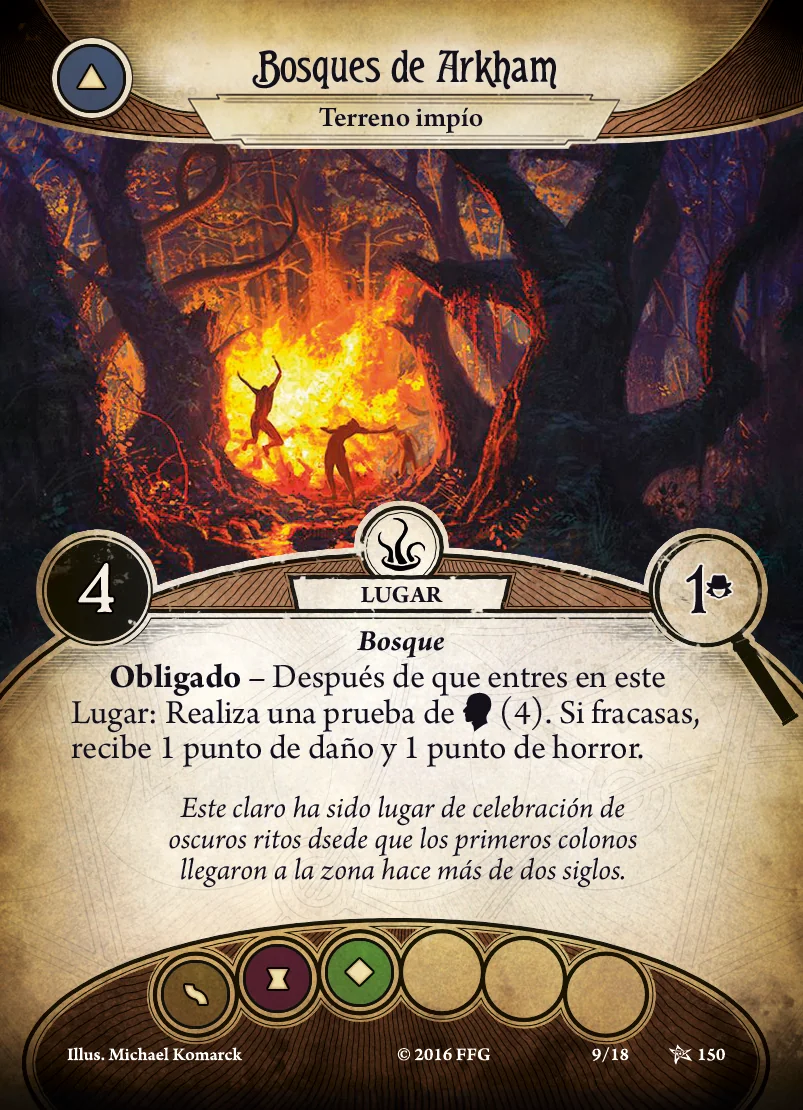 Bosques de Arkham
Terreno impío
4
LUGAR
1
Bosque
Obligado – Después de que entres en este
Lugar: Realiza una prueba de (4). Si fracasas,
recibe 1 punto de daño y 1 punto de horror.
Este claro ha sido lugar de celebración de
oscuros ritos dsede que los primeros colonos
llegaron a la zona hace más de dos siglos.
Illus. Michael Komarck © 2016 FFG 9/18 150